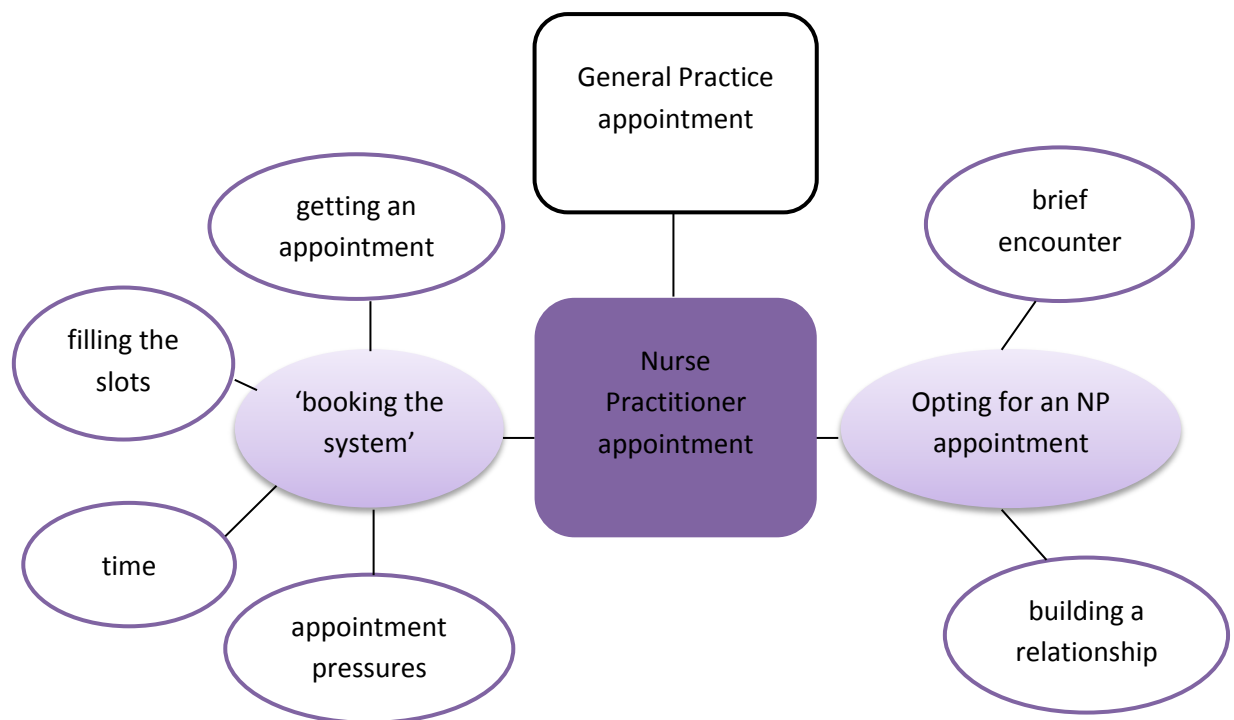 General Practice
appointment
getting an
appointment
brief
encounter
filling the
slots
‘booking the
system’
Nurse
Practitioner
appointment
Opting for an NP
appointment
time
appointment
pressures
building a
relationship